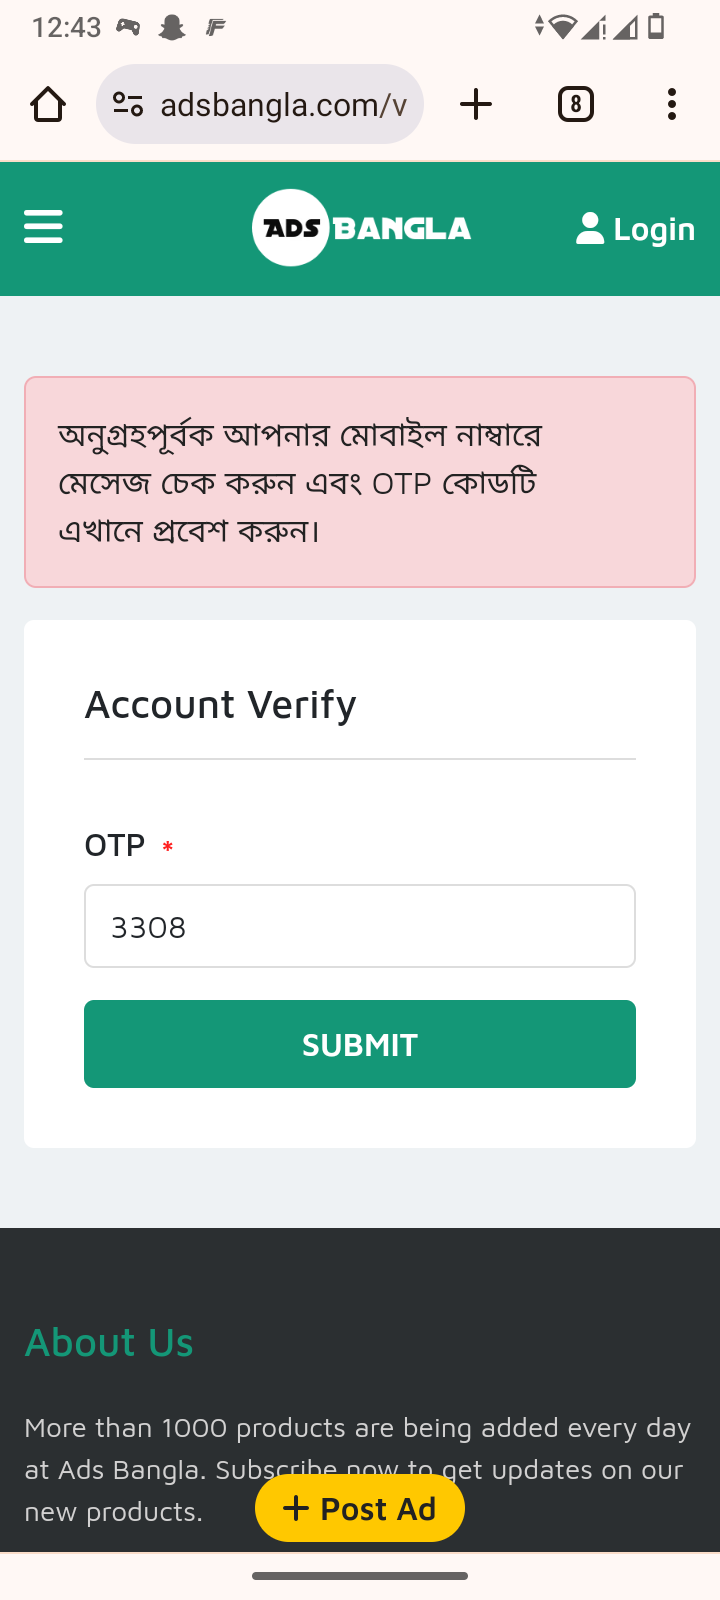 12:43
adsbangla.com/v
8
ADS BANGLA
Login
অনুগ্রহপূর্বক আপনার মোবাইল নাম্বারে
মেসেজ চেক করুন এবং OTP কোডটি
এখানে প্রবেশ করুন।
Account Verify
OTP *
3308
SUBMIT
About Us
More than 1000 products are being added every day
at Ads Bangla. Subscribe now to get updates on our
new products.
+ Post Ad